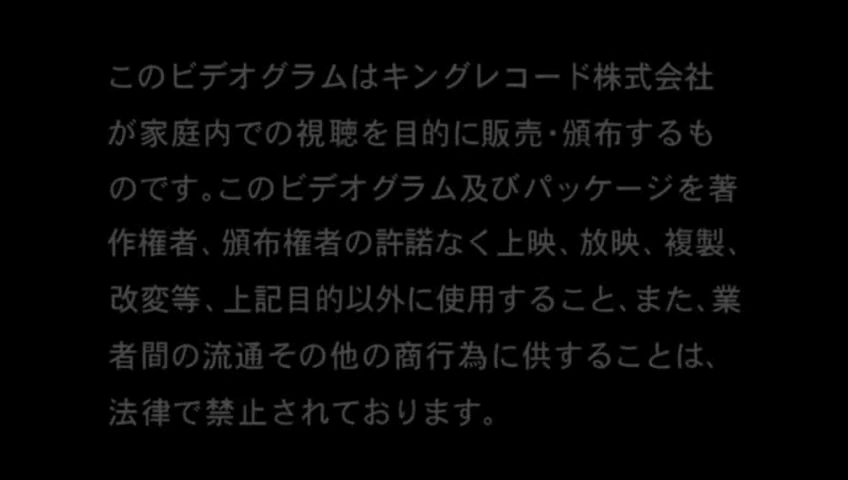 このビデオグラムはキングレコード株式会社
が家庭内での視聴を目的に販売･頒布するも
のです。このビデオグラム及びパッケージを著
作権者、頒布権者の許諾なく上映、放映、複製、
改変等、上記目的以外に使用すること、また、業
者間の流通その他の商行為に供することは、
法律で禁止されております。